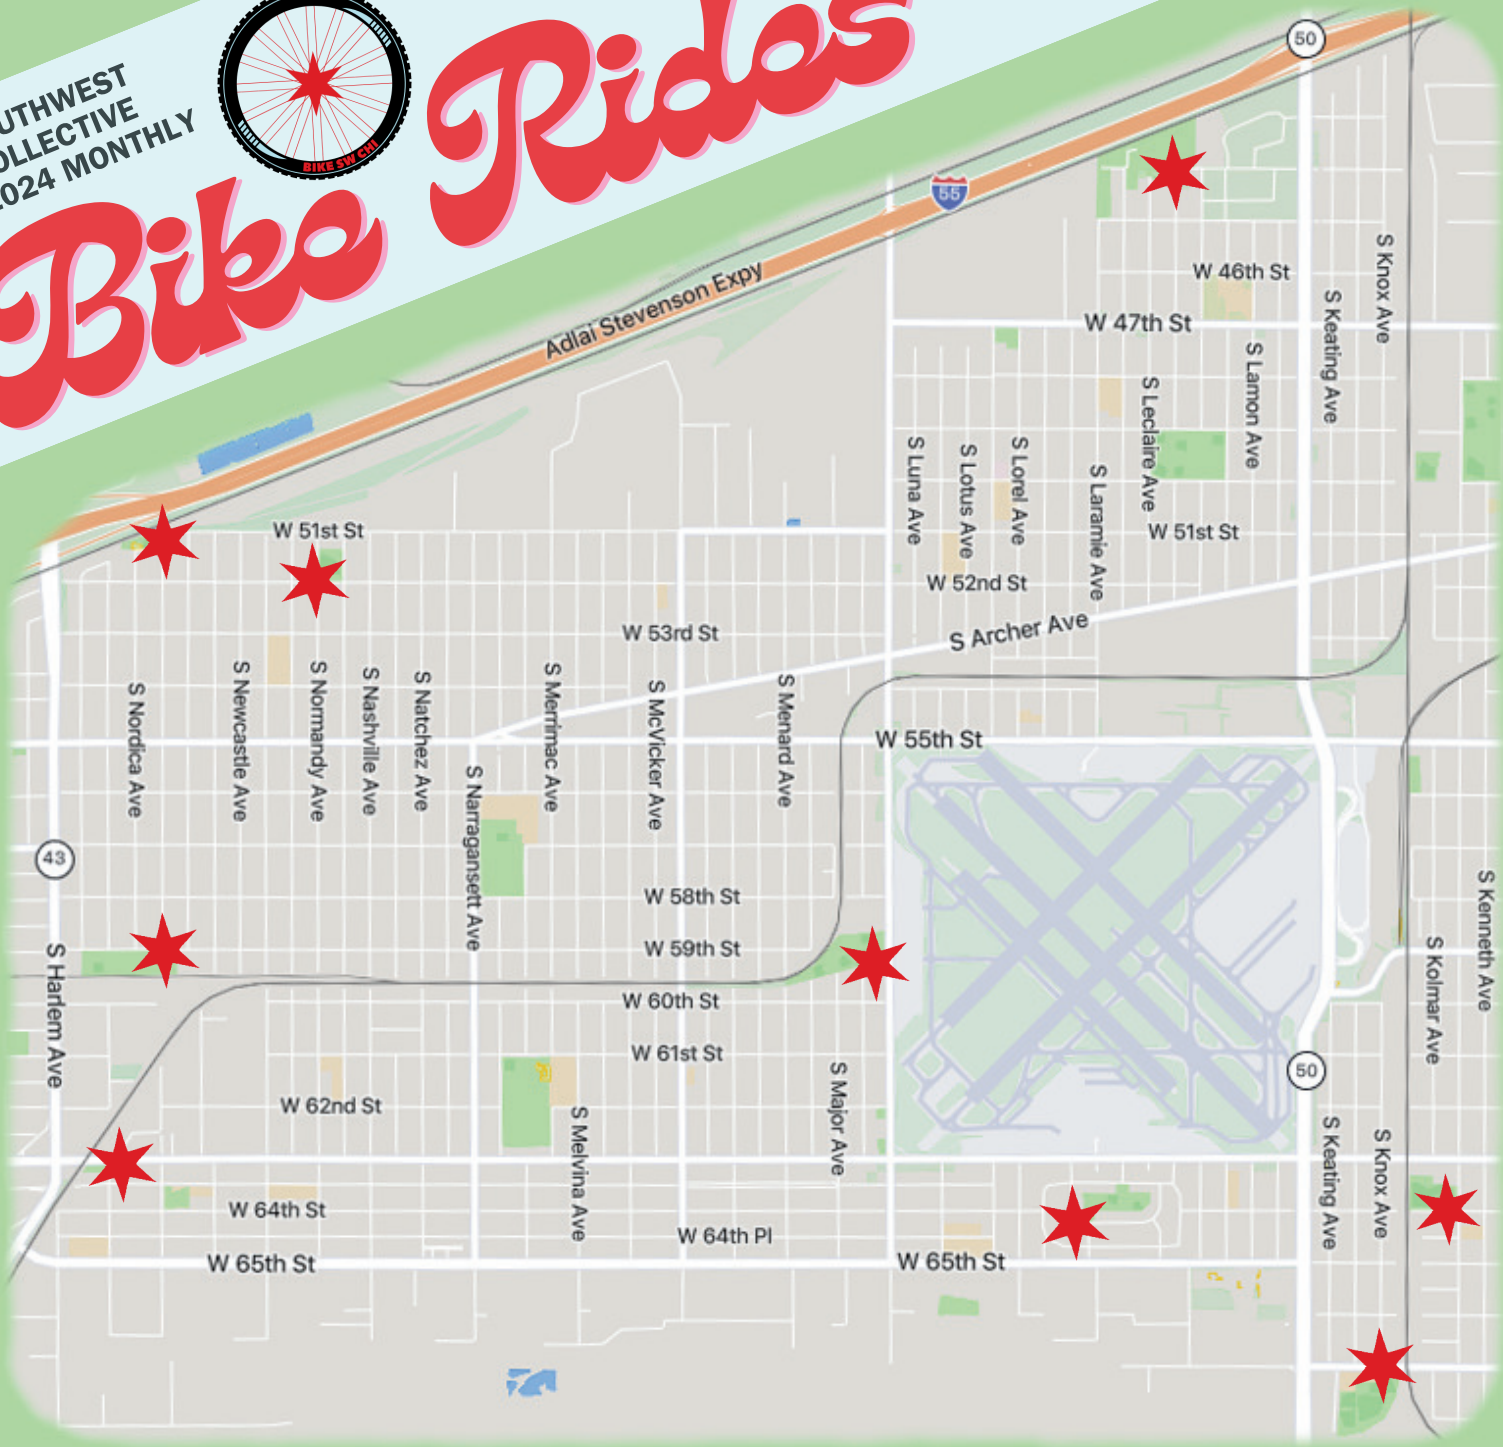 UTHWEST
OLLECTIVE
2024 MONTHLY
BIKE SW CHI
Bike Rides
50
55
Adlai Stevenson Expy
W 46th St
W 47th St
S Knox Ave
S Keating Ave
S Lamon Ave
S Leclaire Ave
S Laramie Ave
S Lorel Ave
S Lotus Ave
S Luna Ave
W 51st St
W 51st St
W 52nd St
W 53rd St
S Archer Ave
S Nordica Ave
S Newcastle Ave
S Normandy Ave
S Nashville Ave
S Natchez Ave
S Narragansett Ave
S Merrimac Ave
S McVicker Ave
S Menard Ave
W 55th St
43
S Harlem Ave
W 58th St
W 59th St
W 60th St
W 61st St
W 62nd St
S Major Ave
S Melvina Ave
W 64th St
W 64th Pl
W 65th St
W 65th St
50
S Keating Ave
S Knox Ave
S Kolmar Ave
S Kenneth Ave